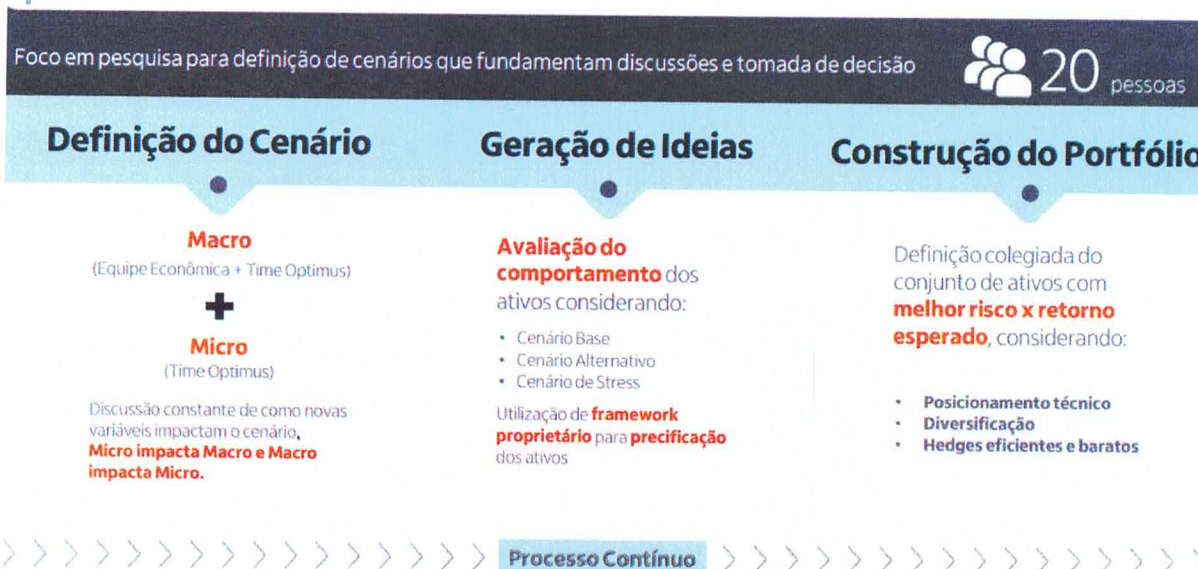 Foco em pesquisa para definição de cenários que fundamentam discussões e tomada de decisão
20 pessoas
Definição do Cenário
Macro
(Equipe Econômica + Time Optimus)
+
Micro
(Time Optimus)
Discussão constante de como novas
variáveis impactam o cenário,
Micro impacta Macro e Macro
impacta Micro.
Geração de Ideias
Avaliação do
comportamento dos
ativos considerando:
• Cenário Base
• Cenário Alternativo
• Cenário de Stress
Utilização de framework
proprietário para precificação
dos ativos
Construção do Portfólio
Definição colegiada do
conjunto de ativos com
melhor risco x retorno
esperado, considerando:
• Posicionamento técnico
• Diversificação
• Hedges eficientes e baratos
Processo Contínuo